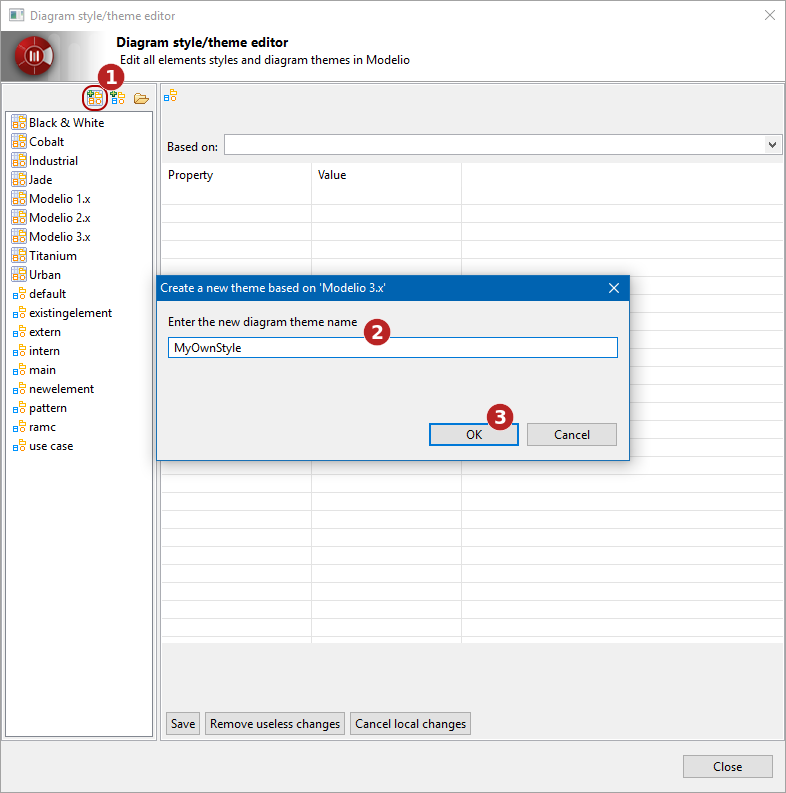 Diagram style/theme editor
Diagram style/theme editor
Edit all elements styles and diagram themes in Modelio
1
Black & White
Cobalt
Industrial
Jade
Modelio 1.x
Modelio 2.x
Modelio 3.x
Titanium
Urban
default
existingelement
extern
intern
main
newelement
pattern
ramc
use case
Based on:
Property Value
Create a new theme based on 'Modelio 3.x'
Enter the new diagram theme name
2
MyOwnStyle
3
OK Cancel
Save Remove useless changes Cancel local changes
Close